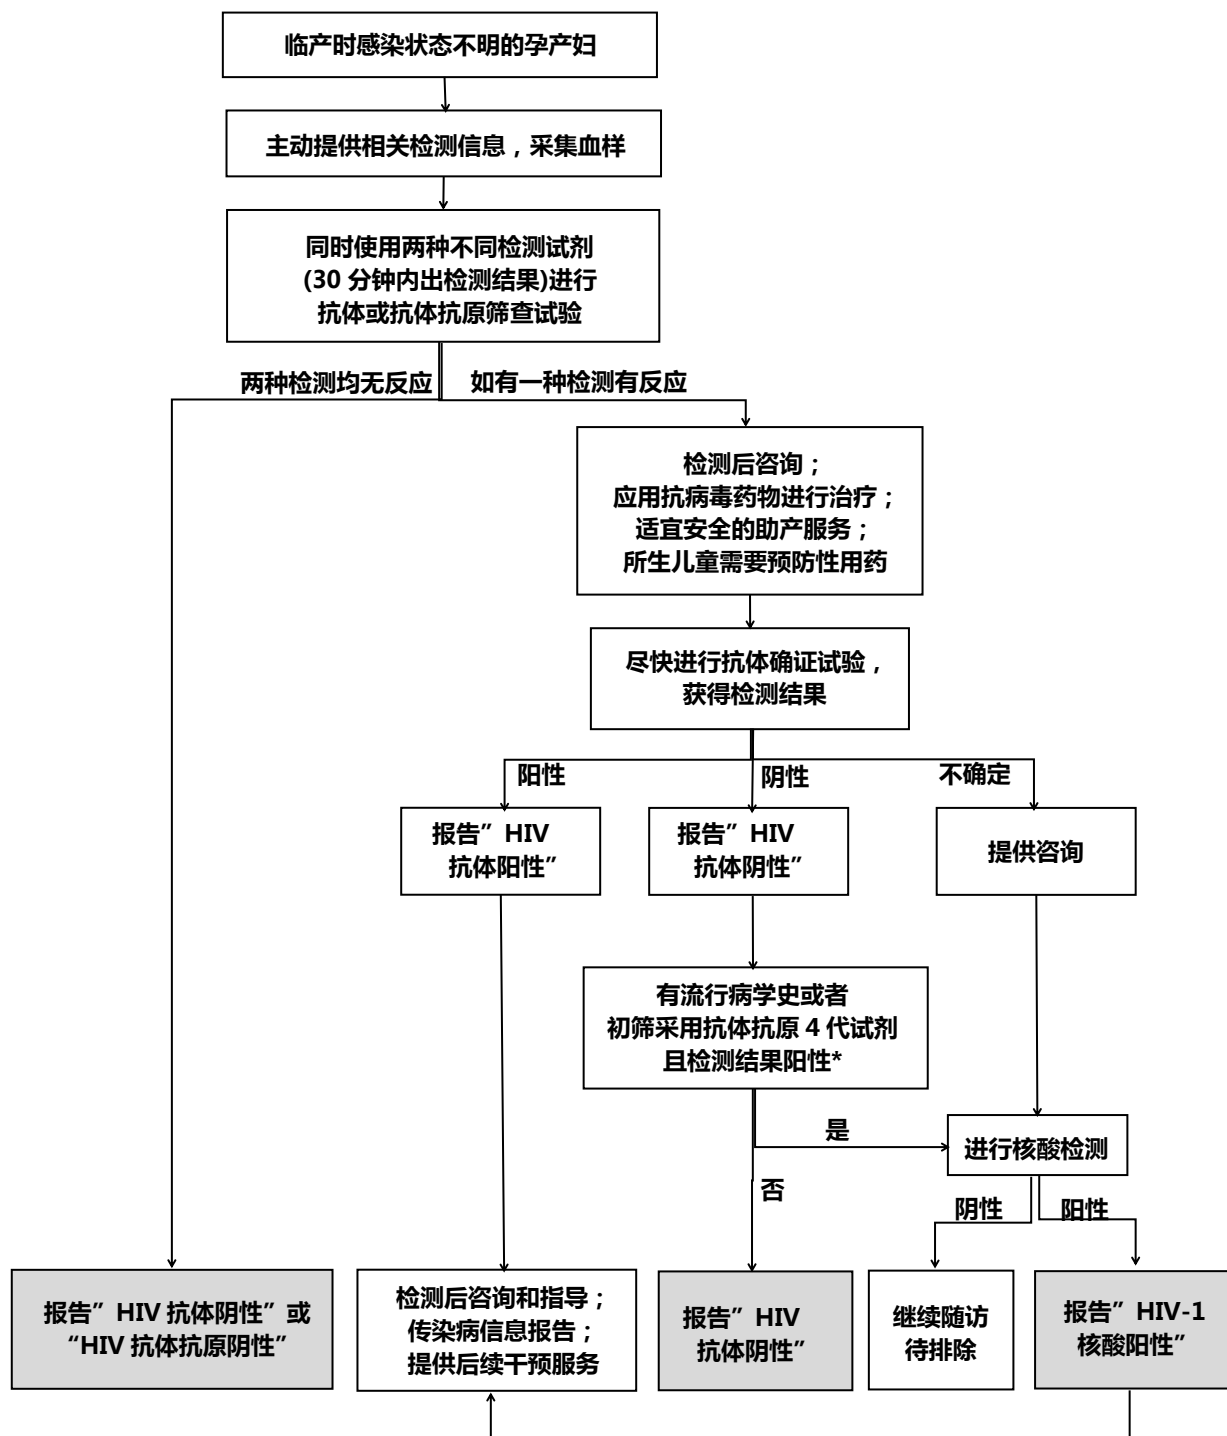 临产时感染状态不明的孕产妇
主动提供相关检测信息，采集血样
同时使用两种不同检测试剂
(30 分钟内出检测结果)进行
抗体或抗体抗原筛查试验
两种检测均无反应
如有一种检测有反应
检测后咨询；
应用抗病毒药物进行治疗；
适宜安全的助产服务；
所生儿童需要预防性用药
尽快进行抗体确证试验，
获得检测结果
阳性
阴性
不确定
报告”HIV
抗体阳性”
报告”HIV
抗体阴性”
提供咨询
有流行病学史或者
初筛采用抗体抗原 4 代试剂
且检测结果阳性*
是
进行核酸检测
否
阴性
阳性
报告”HIV 抗体阴性”或
“HIV 抗体抗原阴性”
检测后咨询和指导；
传染病信息报告；
提供后续干预服务
报告”HIV
抗体阴性”
继续随访
待排除
报告”HIV-1
核酸阳性”